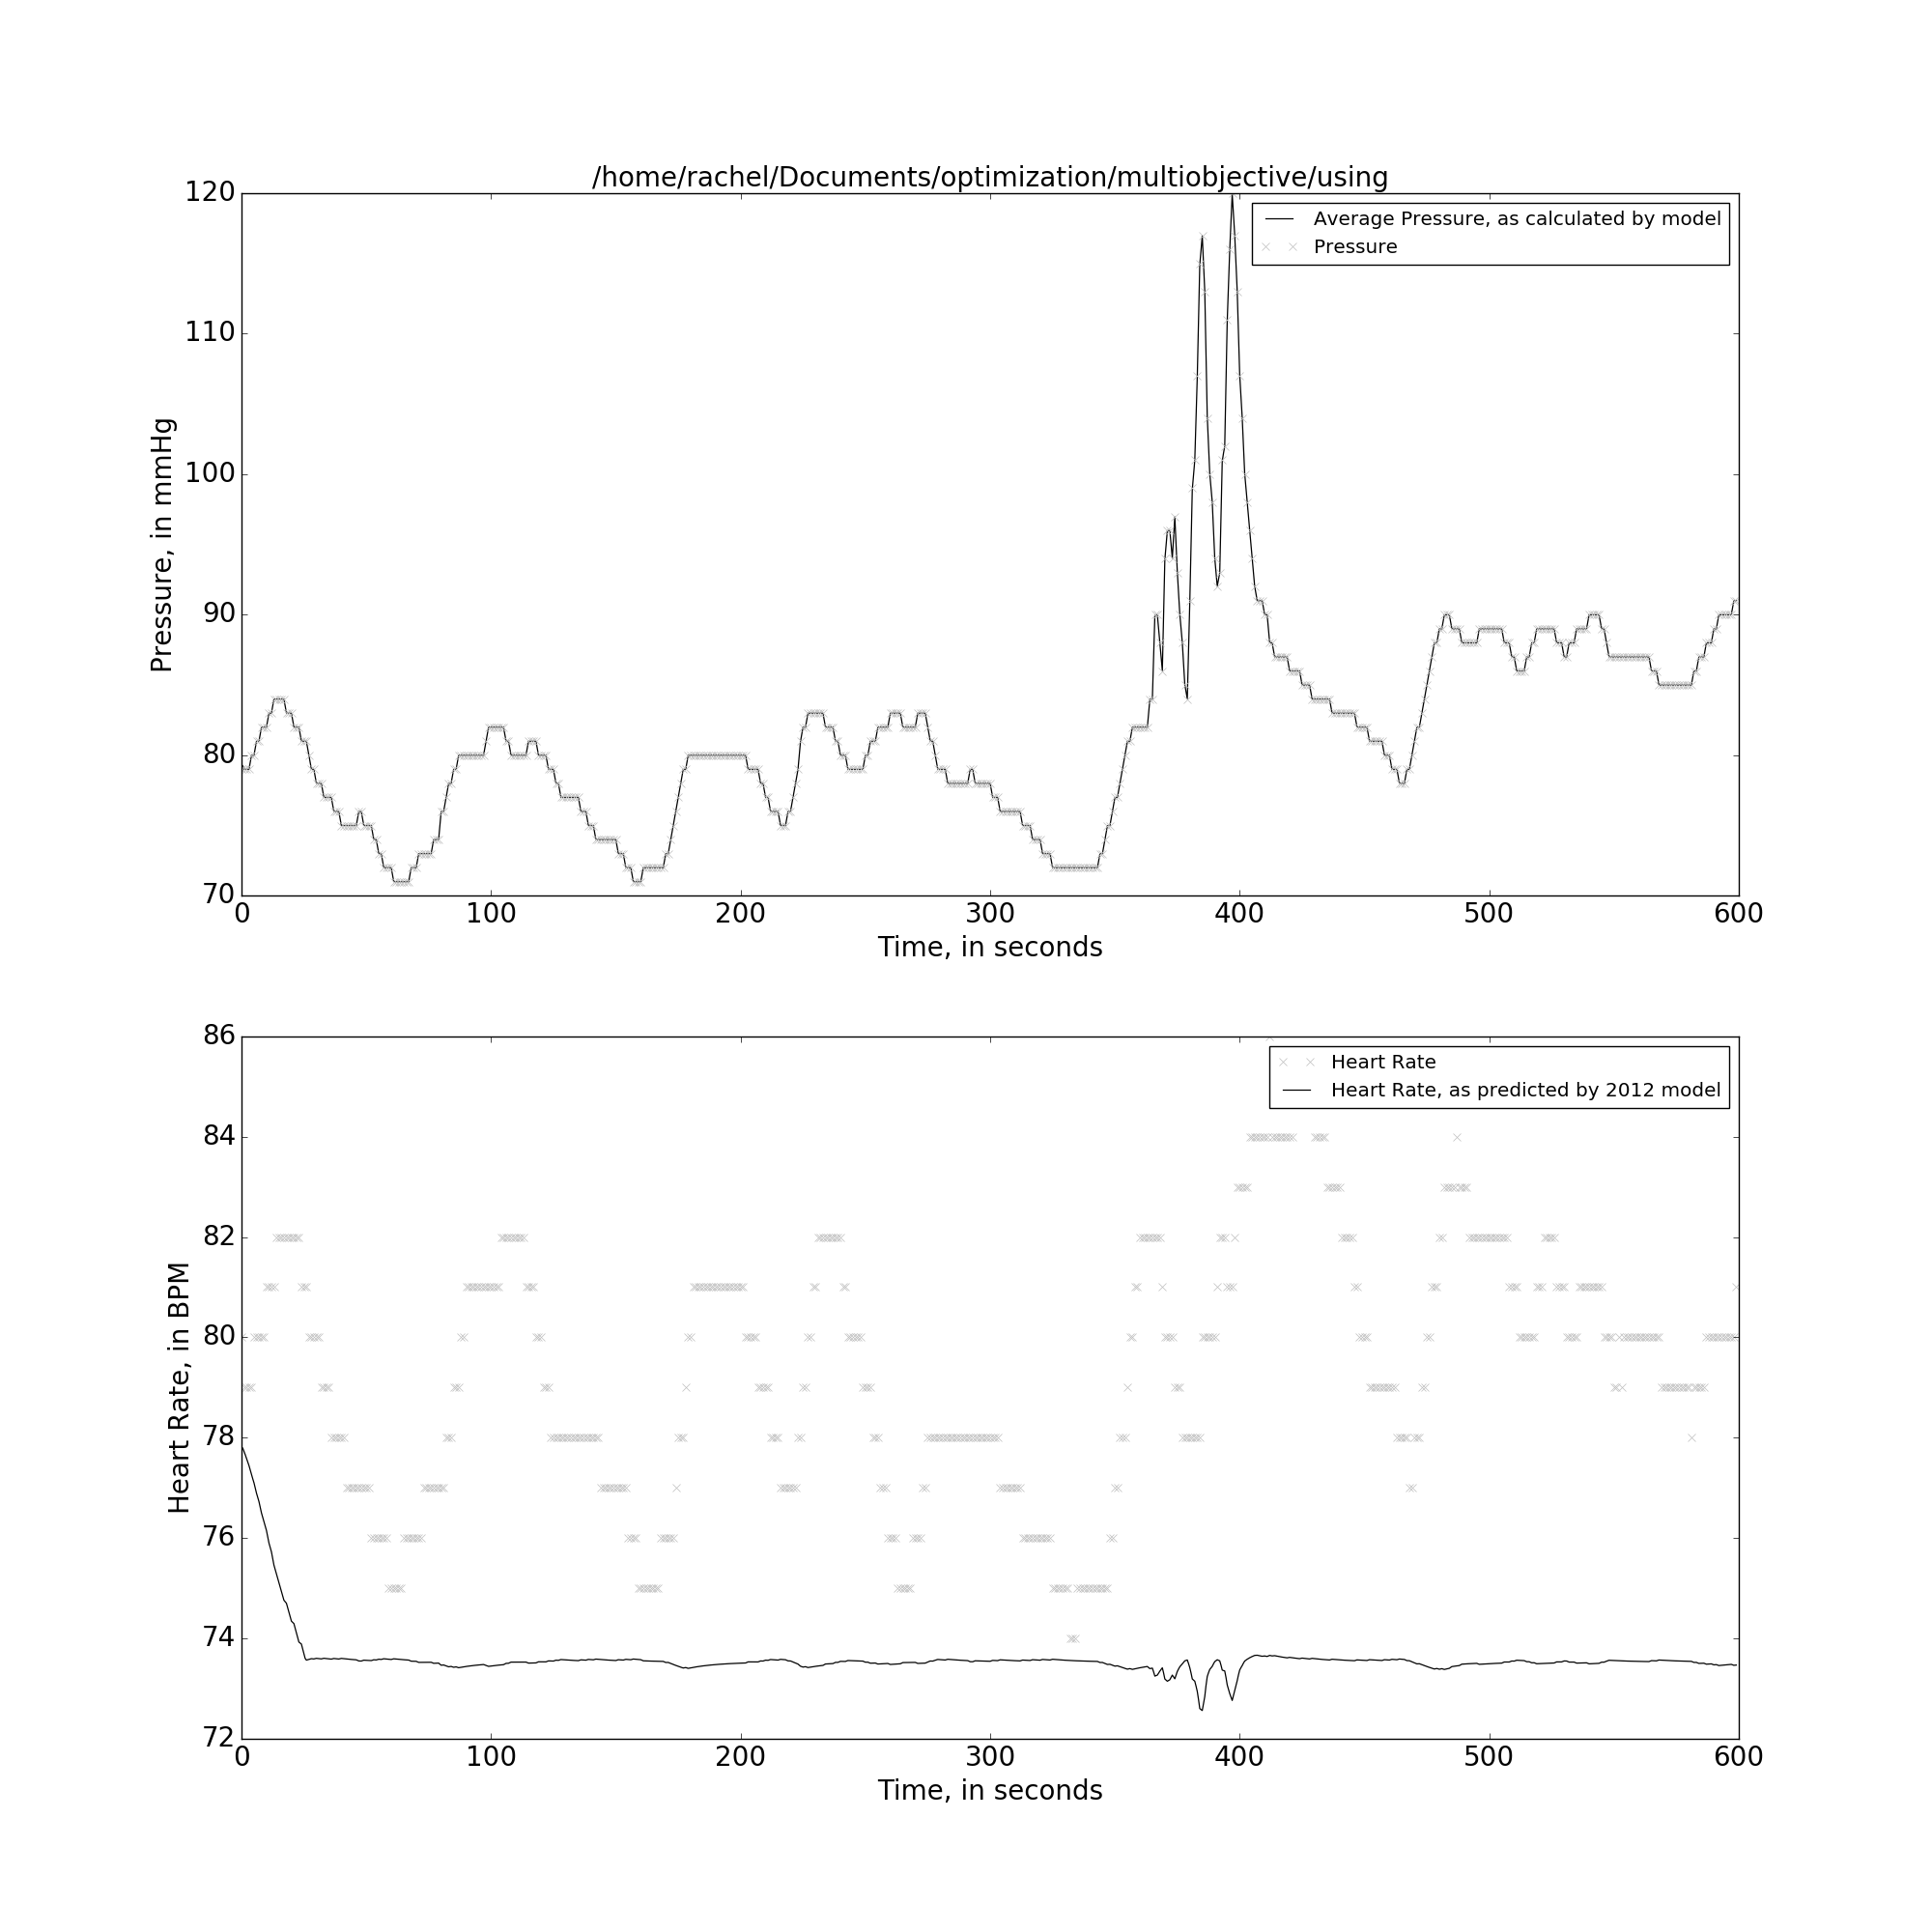 /home/rachel/Documents/optimization/multiobjective/using
120
110
100
90
80
70
Pressure, in mmHg
Average Pressure, as calculated by model
Pressure
0 100 200 300 400 500 600
Time, in seconds
86
84
82
80
78
76
74
72
Heart Rate, in BPM
Heart Rate
Heart Rate, as predicted by 2012 model
0 100 200 300 400 500 600
Time, in seconds